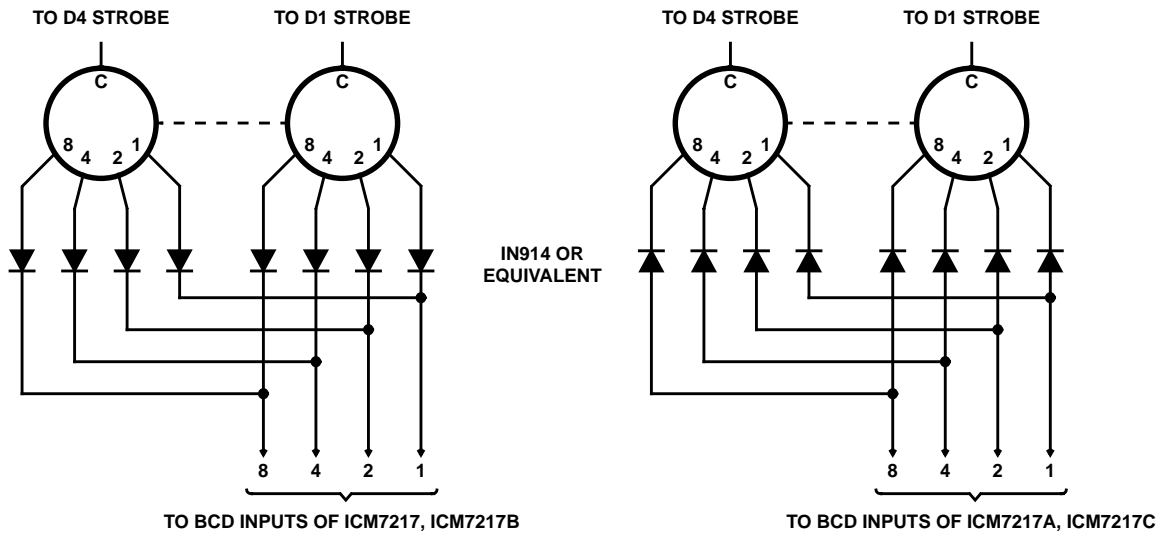 TO D4 STROBE
TO D1 STROBE
TO D4 STROBE
TO D1 STROBE
C
C
C
C
8 4 2 1
8 4 2 1
8 4 2 1
8 4 2 1
IN914 OR
EQUIVALENT
8 4 2 1
8 4 2 1
TO BCD INPUTS OF ICM7217, ICM7217B
TO BCD INPUTS OF ICM7217A, ICM7217C